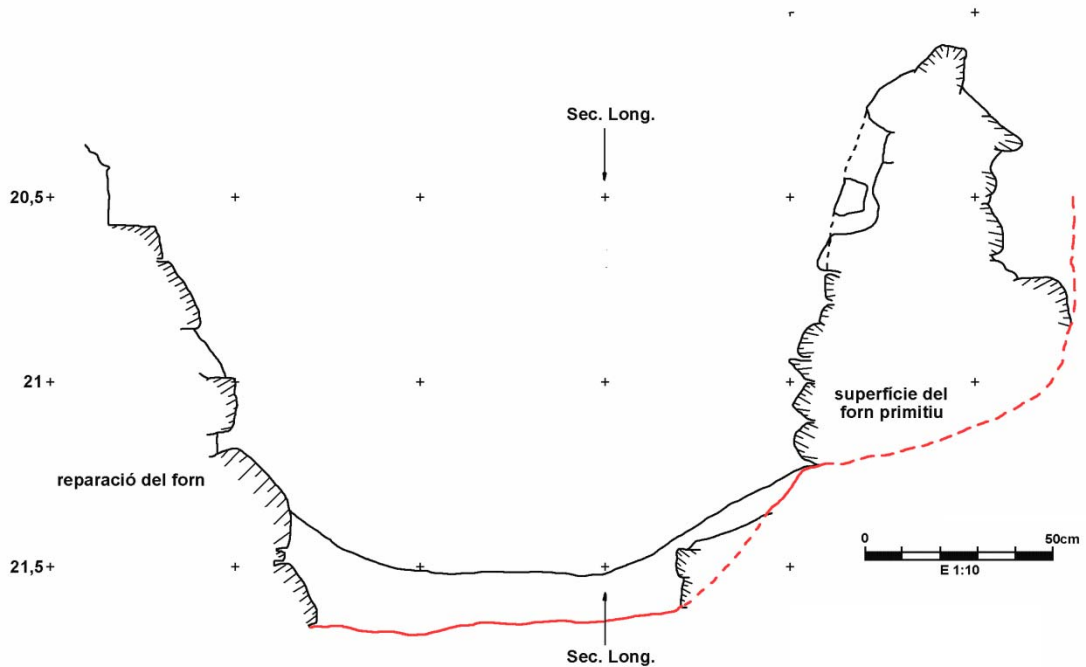 Sec. Long.
20,5
21
superfície del
forn primitiu
reparació del forn
0 50cm
21,5
E 1:10
Sec. Long.